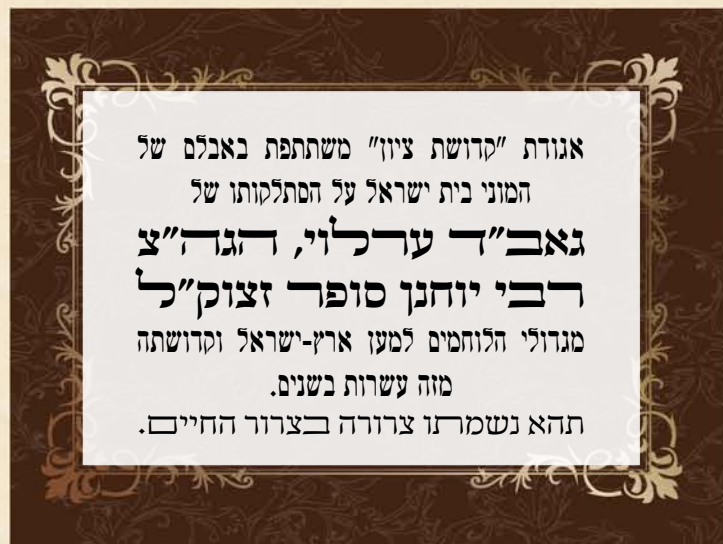 אגודת "קדושת ציון" משתתפת באבלם של
המוני בית ישראל על הסתלקותו של
גאב"ד ערלוי, הגה"צ
רבי יוחנן סופר זצוק"ל
מגדולי הלוחמים למען ארץ-ישראל וקדושתה
מזה עשרות בשנים.
תהא נשמתו צרורה בצרור החיים.